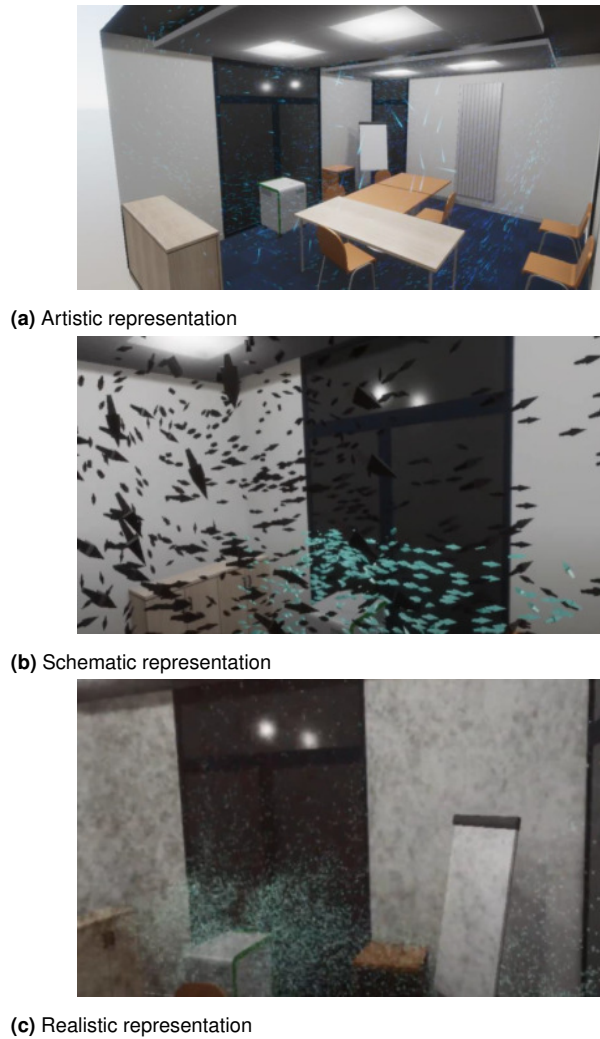 (a) Artistic representation
(b) Schematic representation
(c) Realistic representation